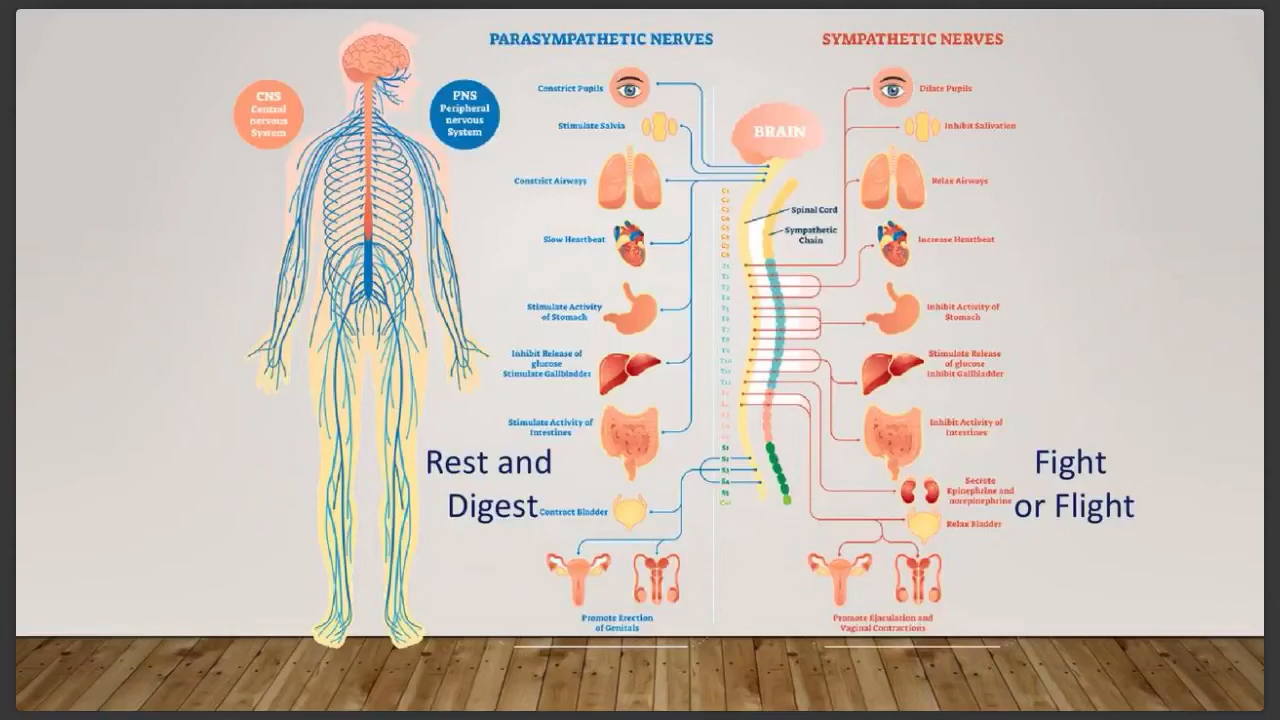 PARASYMPATHETIC NERVES
SYMPATHETIC NERVES
CNS
Central
nervous
System
PNS
Peripheral
nervous
System
Constrict Pupils
Stimulate Salvia
Constrict Airways
Slow Heartbeat
Stimulate Activity
of Stomach
Inhibit Release of
glucose
Stimulate Gallbladder
Stimulate Activity of
Intestines
Rest and
Digest
Contract Bladder
Promote Erection
of Genitals
BRAIN
Spinal Cord
Sympathetic
Chain
Dilate Pupils
Inhibit Salivation
Relax Airways
Increase Heartbeat
Inhibit Activity of
Stomach
Stimulate Release
of glucose
Inhibit Gallbladder
Inhibit Activity of
Intestines
Secrete
Epinephrine and
norepinephrine
Relax Bladder
Fight
or Flight
Promote Ejaculation and
Vaginal Contractions